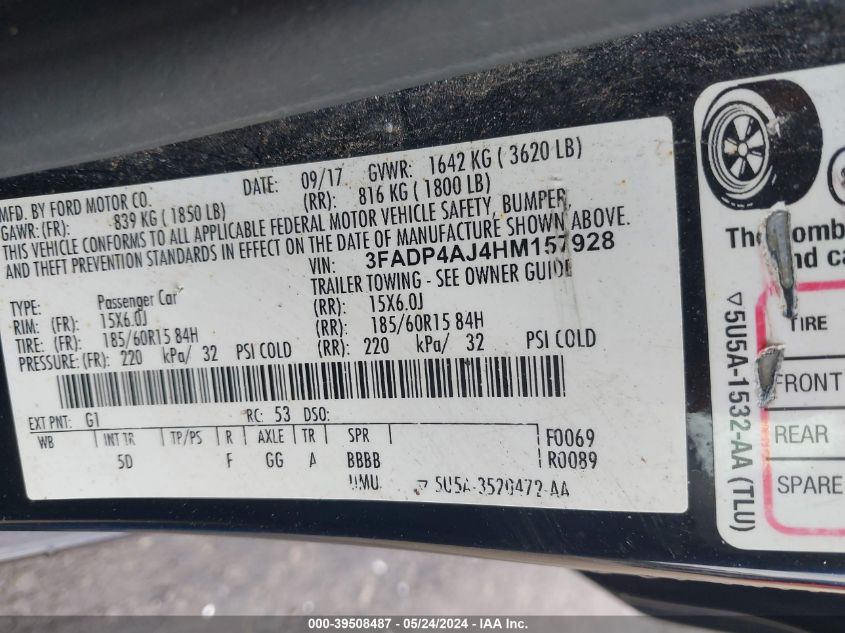 MFD. BY FORD MOTOR CO.
DATE: 09/17 GVWR: 1642 KG ( 3620 LB)
GAWR: (FR): 839 KG ( 1850 LB) (RR): 816 KG ( 1800 LB)
THIS VEHICLE CONFORMS TO ALL APPLICABLE FEDERAL MOTOR VEHICLE SAFETY, BUMPER,
AND THEFT PREVENTION STANDARDS IN EFFECT ON THE DATE OF MANUFACTURE SHOWN ABOVE.
VIN: 3FADP4AJ4HM157928
TRAILER TOWING - SEE OWNER GUIDE
TYPE: Passenger Car
RIM: (FR): 15X6.0J (RR): 15X6.0J
TIRE: (FR): 185/60R15 84H (RR): 185/60R15 84H
PRESSURE: (FR): 220 kPa/ 32 PSI COLD (RR): 220 kPa/ 32 PSI COLD
EXT PNT: G1 RC: 53 DSO:
WB INT TR TP/PS R AXLE TR SPR F0069
5D F GG A BBBB R0089
UMU ▽ 5U5A-3520472-AA
▽5U5A-1532-AA (TLU)
The
nd
TIRE
FRONT
REAR
SPARE
000-39508487 - 05/24/2024 - IAA Inc.